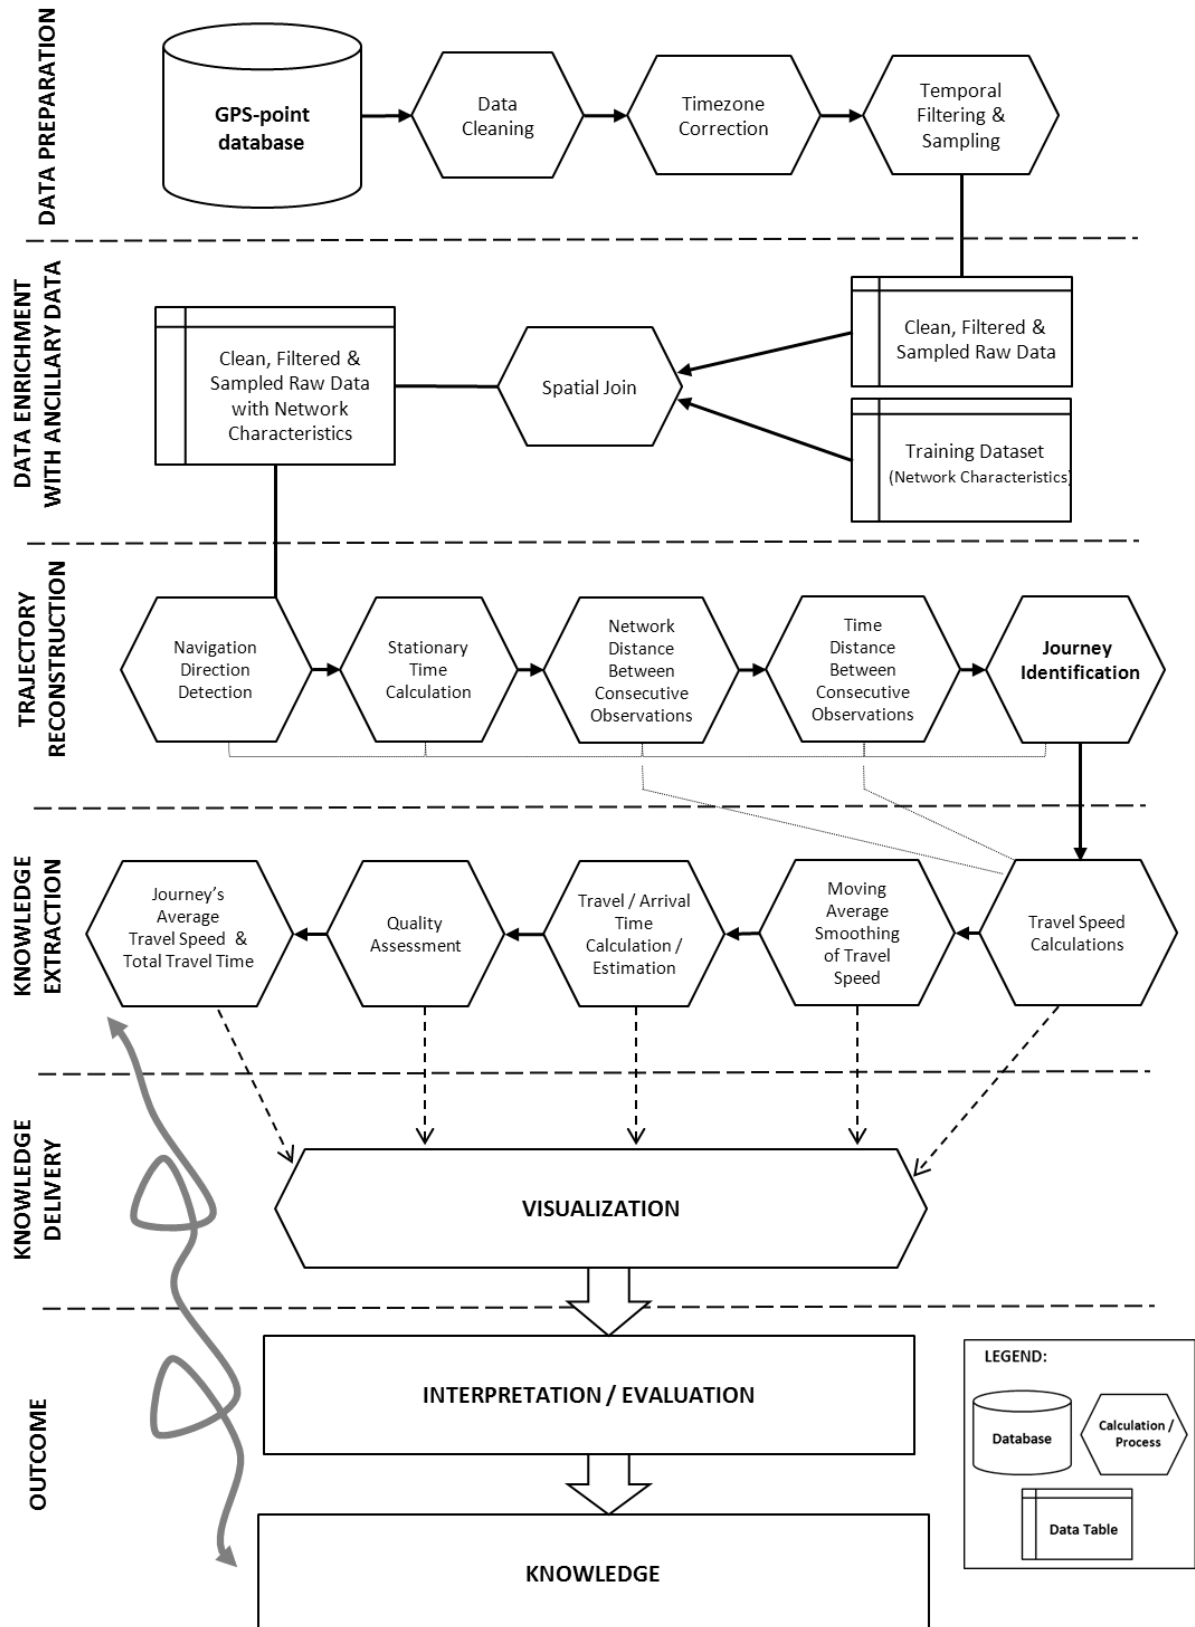 DATA PREPARATION
GPS-point
database
Data
Cleaning
Timezone
Correction
Temporal
Filtering &
Sampling
DATA ENRICHMENT
WITH ANCILLARY DATA
Clean, Filtered &
Sampled Raw Data
with Network
Characteristics
Spatial Join
Clean, Filtered &
Sampled Raw Data
Training Dataset
(Network Characteristics)
TRAJECTORY
RECONSTRUCTION
Navigation
Direction
Detection
Stationary
Time
Calculation
Network
Distance
Between
Consecutive
Observations
Time
Distance
Between
Consecutive
Observations
Journey
Identification
KNOWLEDGE
EXTRACTION
Journey's
Average
Travel Speed &
Total Travel Time
Quality
Assessment
Travel / Arrival
Time
Calculation /
Estimation
Moving
Average
Smoothing
of Travel
Speed
Travel Speed
Calculations
KNOWLEDGE
DELIVERY
VISUALIZATION
OUTCOME
INTERPRETATION / EVALUATION
KNOWLEDGE
LEGEND:
Database
Calculation /
Process
Data Table